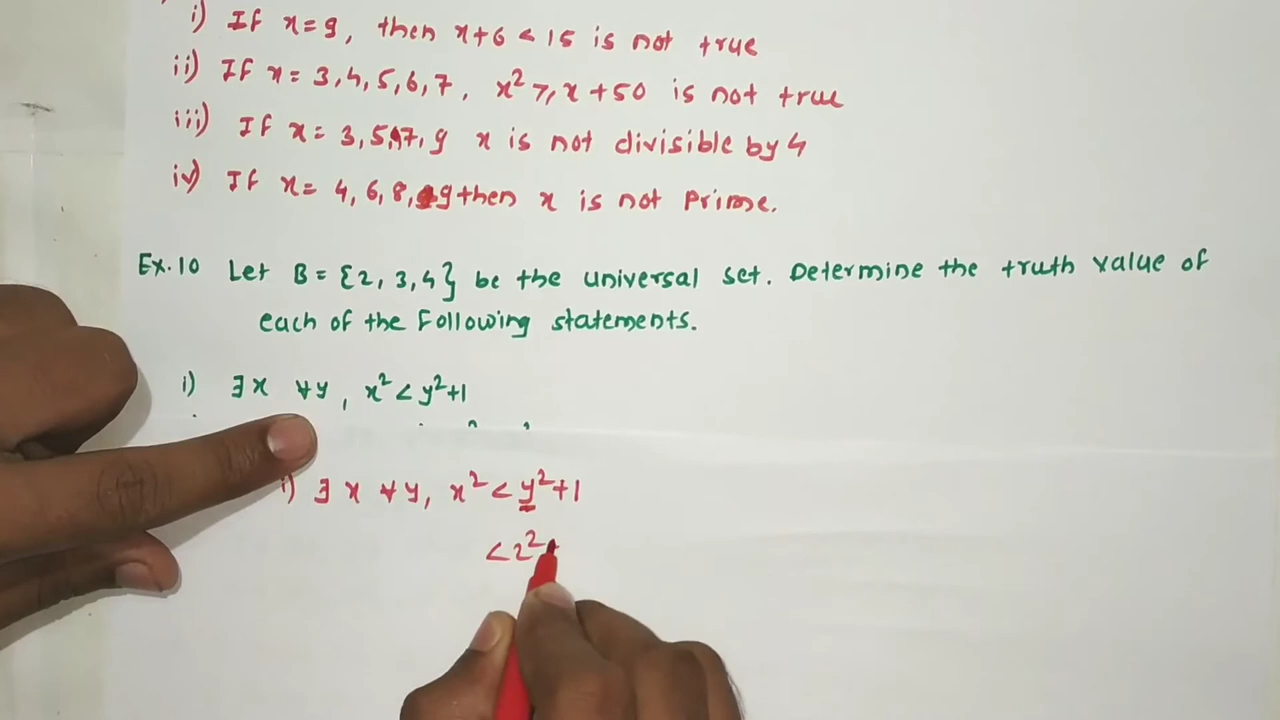 i) If x=9, then x+6 < 15 is not true
ii) If x= 3,4,5,6,7, x² ≥ x +50 is not true
iii) If x= 3,5,7,9 x is not divisible by 4
iv) If x= 4,6,8,9 then x is not prime.
Ex.10 Let B={2, 3,4} be the universal set. Determine the truth value of
each of the following statements.
i) ∃x ∀y, x² < y²+1
i) ∃ x ∀ y, x² < y²+1
< 2²+